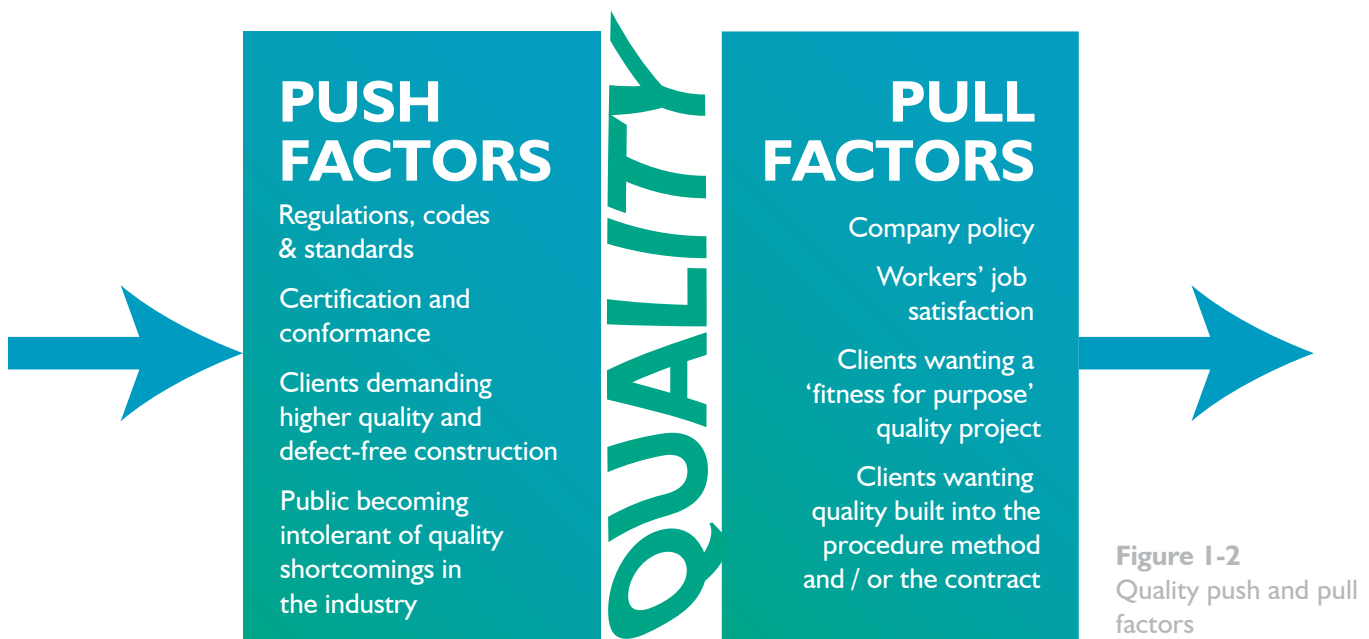 PUSH
FACTORS
Regulations, codes
& standards
Certification and
conformance
Clients demanding
higher quality and
defect-free construction
Public becoming
intolerant of quality
shortcomings in
the industry
QUALITY
PULL
FACTORS
Company policy
Workers’ job
satisfaction
Clients wanting a
‘fitness for purpose’
quality project
Clients wanting
quality built into the
procedure method
and / or the contract
Figure 1-2
Quality push and pull
factors